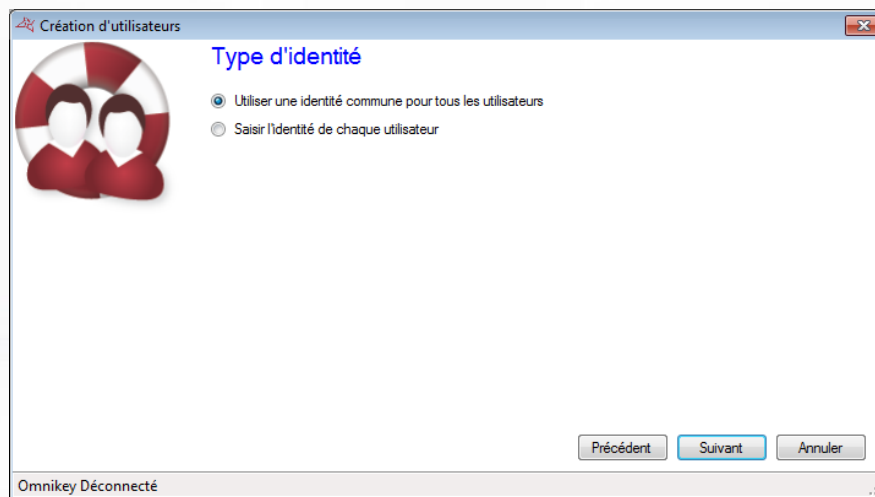 Création d'utilisateurs
Type d'identité
Utiliser une identité commune pour tous les utilisateurs
Saisir l'identité de chaque utilisateur
Précédent
Suivant
Annuler
Omnikey Déconnecté